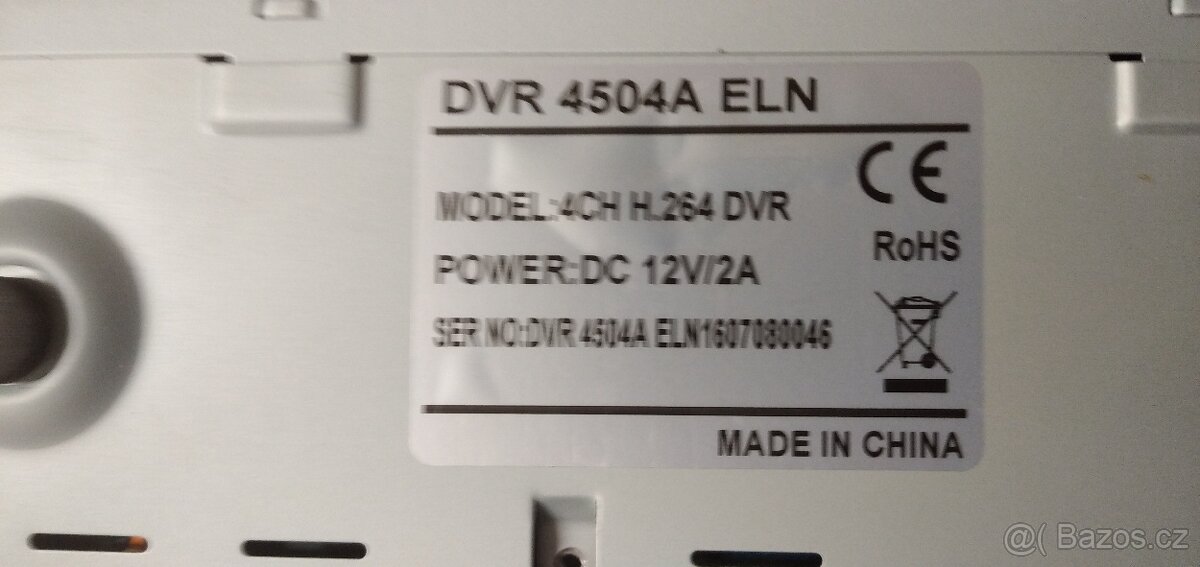 DVR 4504A ELN
CE
MODEL:4CH H.264 DVR
RoHS
POWER:DC 12V/2A
SER NO:DVR 4504A ELN1607080046
MADE IN CHINA
@( Bazos.cz